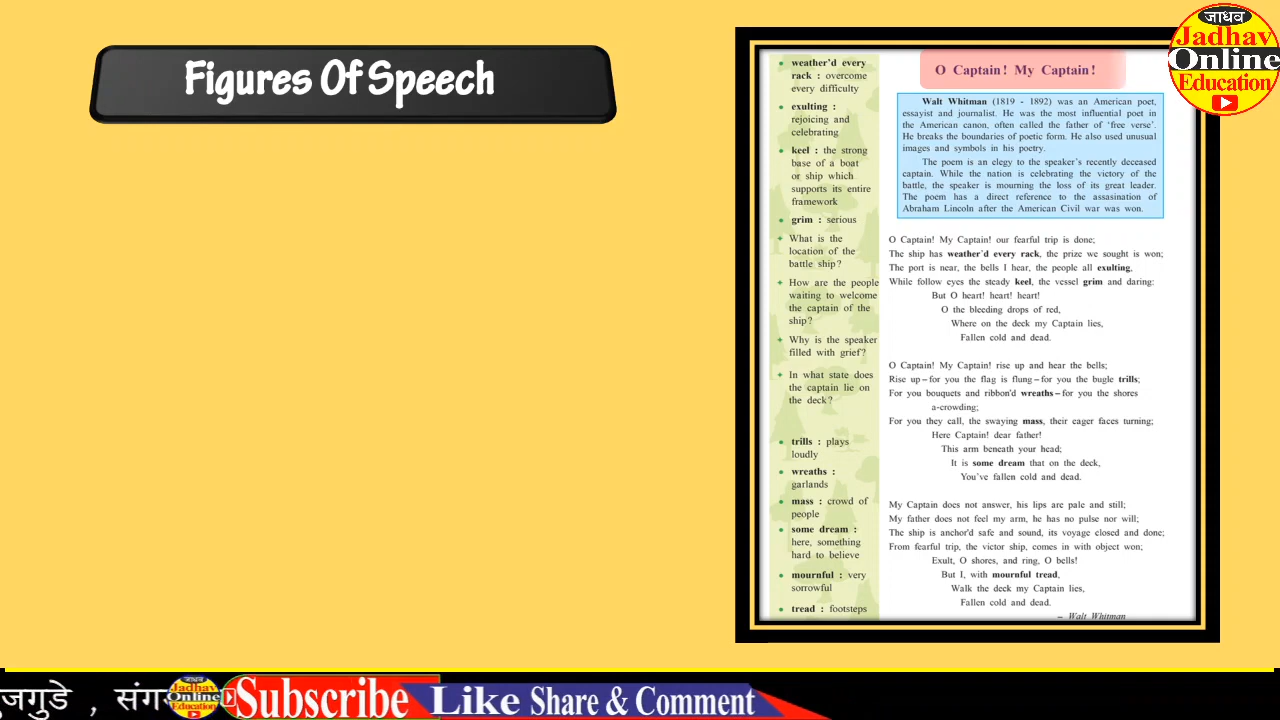 Figures Of Speech
जाधव
Jadhav
Online
Education
weather'd every
rack : overcome
every difficulty
exulting :
rejoicing and
celebrating
keel : the strong
base of a boat
or ship which
supports its entire
framework
grim : serious
What is the
location of the
battle ship?
How are the people
waiting to welcome
the captain of the
ship?
Why is the speaker
filled with grief?
In what state does
the captain lie on
the deck?
trills : plays
loudly
wreaths :
garlands
mass : crowd of
people
some dream :
here, something
hard to believe
mournful : very
sorrowful
tread : footsteps
O Captain! My Captain!
Walt Whitman (1819 - 1892) was an American poet,
essayist and journalist. He was the most influential poet in
the American canon, often called the father of 'free verse'.
He breaks the boundaries of poetic form. He also used unusual
images and symbols in his poetry.
The poem is an elegy to the speaker's recently deceased
captain. While the nation is celebrating the victory of the
battle, the speaker is mourning the loss of its great leader.
The poem has a direct reference to the assasination of
Abraham Lincoln after the American Civil war was won.
O Captain! My Captain! our fearful trip is done;
The ship has weather'd every rack, the prize we sought is won;
The port is near, the bells I hear, the people all exulting,
While follow eyes the steady keel, the vessel grim and daring:
But O heart! heart! heart!
O the bleeding drops of red,
Where on the deck my Captain lies,
Fallen cold and dead.
O Captain! My Captain! rise up and hear the bells;
Rise up – for you the flag is flung – for you the bugle trills;
For you bouquets and ribbon'd wreaths – for you the shores
a-crowding;
For you they call, the swaying mass, their eager faces turning;
Here Captain! dear father!
This arm beneath your head;
It is some dream that on the deck,
You've fallen cold and dead.
My Captain does not answer, his lips are pale and still;
My father does not feel my arm, he has no pulse nor will;
The ship is anchor'd safe and sound, its voyage closed and done;
From fearful trip, the victor ship, comes in with object won;
Exult, O shores, and ring, O bells!
But I, with mournful tread,
Walk the deck my Captain lies,
Fallen cold and dead.
– Walt Whitman
जगुडे ,
जाधव
Jadhav
Online
Education
Subscribe
Like Share & Comment